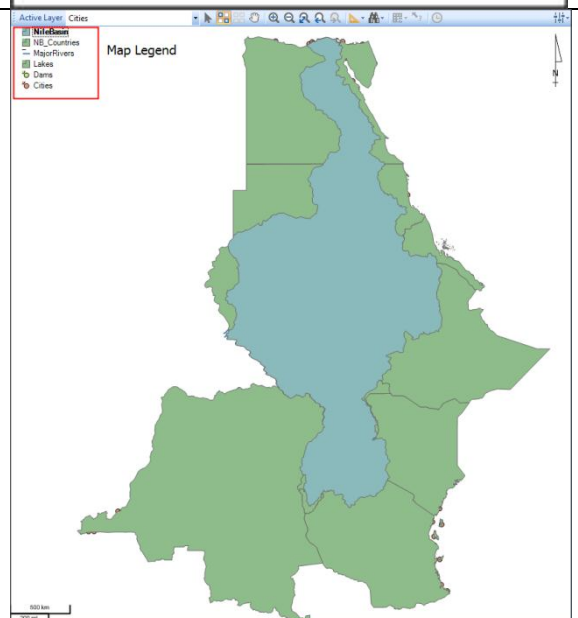 Active Layer Cities
NileBasin
NB_Countries
MajorRivers
Lakes
Dams
Cities
Map Legend
N
500 km